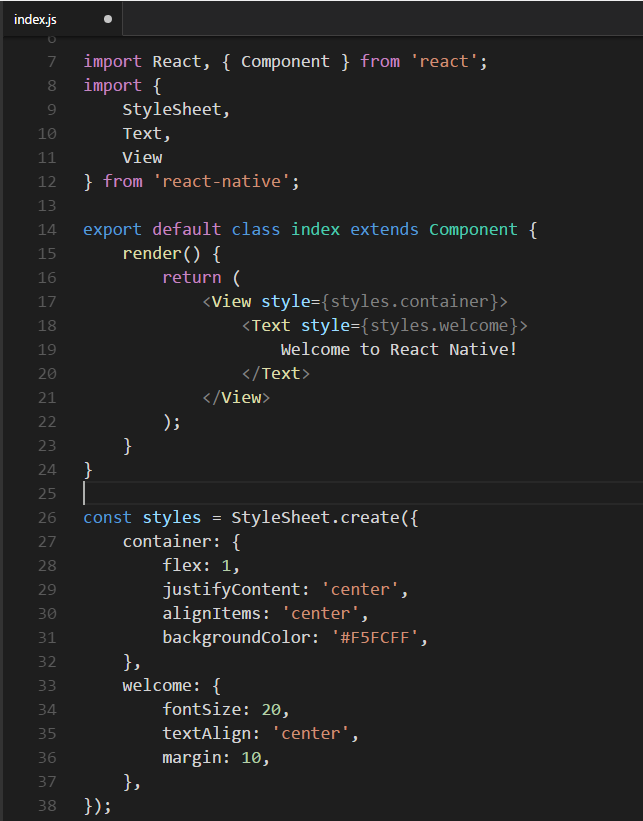 index.js ●
6
7 import React, { Component } from 'react';
8 import {
9     StyleSheet,
10     Text,
11     View
12 } from 'react-native';
13
14 export default class index extends Component {
15     render() {
16         return (
17             <View style={styles.container}>
18                 <Text style={styles.welcome}>
19                     Welcome to React Native!
20                 </Text>
21             </View>
22         );
23     }
24 }
25
26 const styles = StyleSheet.create({
27     container: {
28         flex: 1,
29         justifyContent: 'center',
30         alignItems: 'center',
31         backgroundColor: '#F5FCFF',
32     },
33     welcome: {
34         fontSize: 20,
35         textAlign: 'center',
36         margin: 10,
37     },
38 });